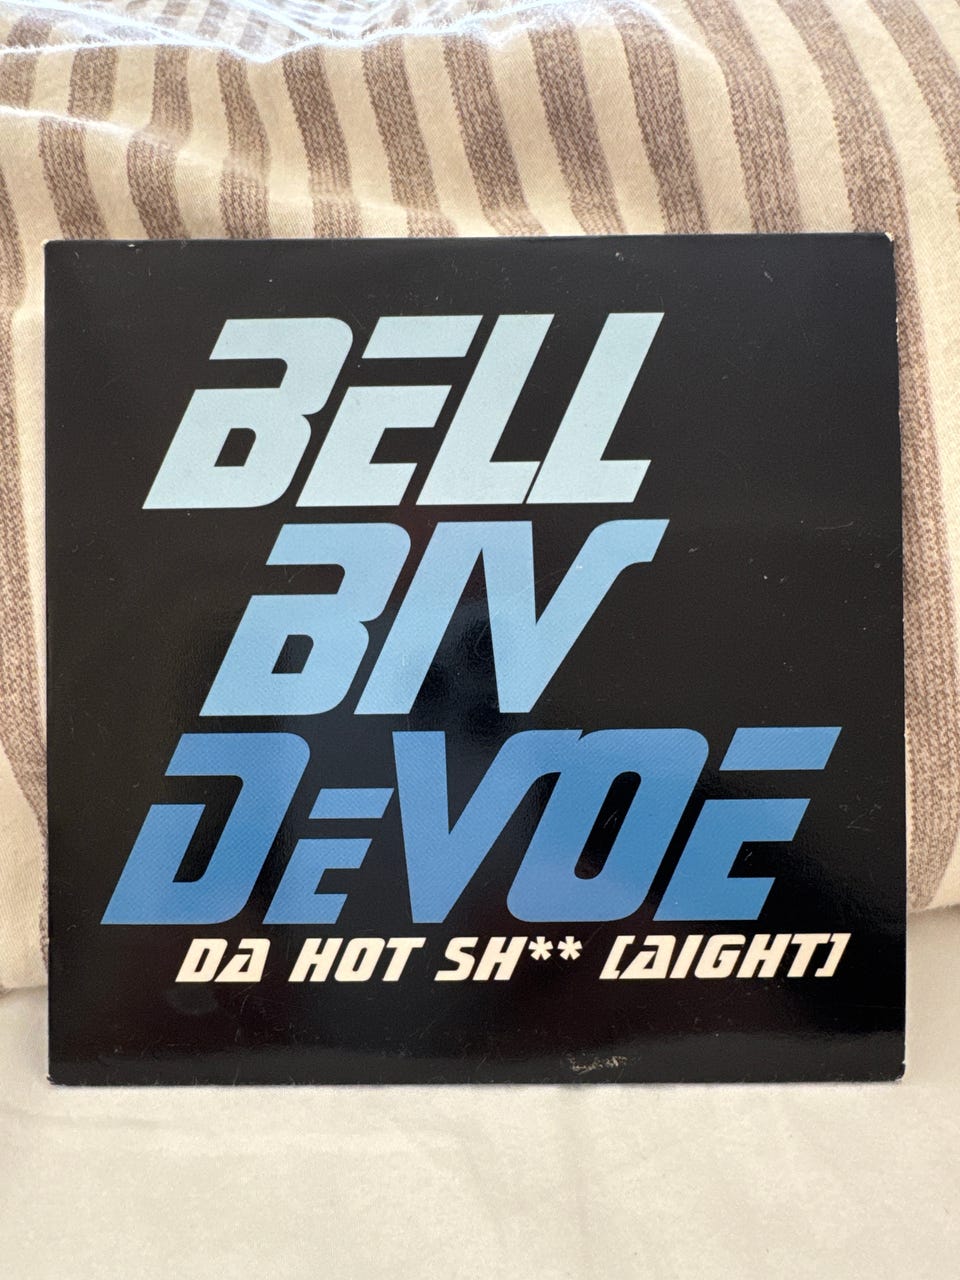 BELL
BIV
DEVOE
DA HOT SH** [AIGHT]